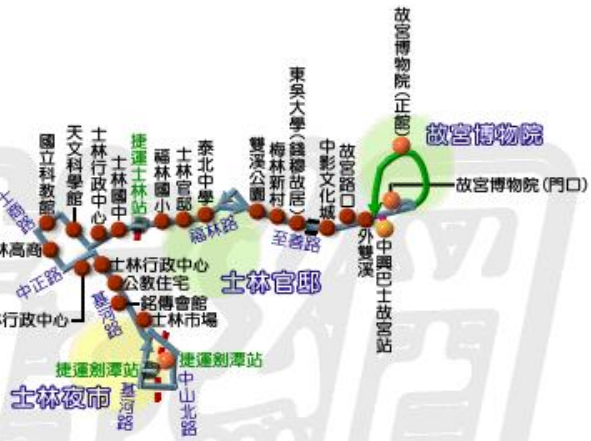 故宮博物院(正館)
故宮博物院
故宮博物院(門口)
國立科教館
天文科學館
士林行政中心
士林國中
捷運士林站
福林國小
士林官邸
泰北中學
雙溪公園
梅林新村
東吳大學(錢穆故居)
中影文化城
故宮路口
外雙溪
中興巴士故宮站
福林路
至善路
士商路
林高商
中正路
士林行政中心
公教住宅
銘傳會館
士林市場
林行政中心
基河路
士林官邸
捷運劍潭站
捷運劍潭站
士林夜市
基河路
中山北路